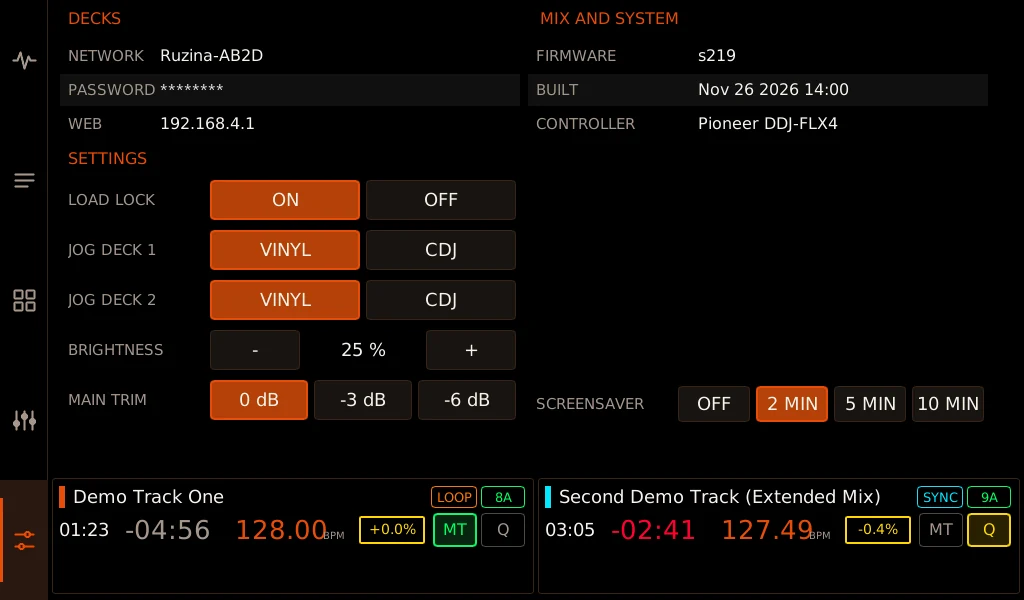 DECKS
NETWORK Ruzina-AB2D
PASSWORD ********
WEB 192.168.4.1
MIX AND SYSTEM
FIRMWARE s219
BUILT Nov 26 2026 14:00
CONTROLLER Pioneer DDJ-FLX4
SETTINGS
LOAD LOCK ON OFF
JOG DECK 1 VINYL CDJ
JOG DECK 2 VINYL CDJ
BRIGHTNESS - 25 % +
MAIN TRIM 0 dB -3 dB -6 dB
SCREENSAVER OFF 2 MIN 5 MIN 10 MIN
Demo Track One LOOP 8A
01:23 -04:56 128.00 BPM +0.0% MT Q
Second Demo Track (Extended Mix) SYNC 9A
03:05 -02:41 127.49 BPM -0.4% MT Q